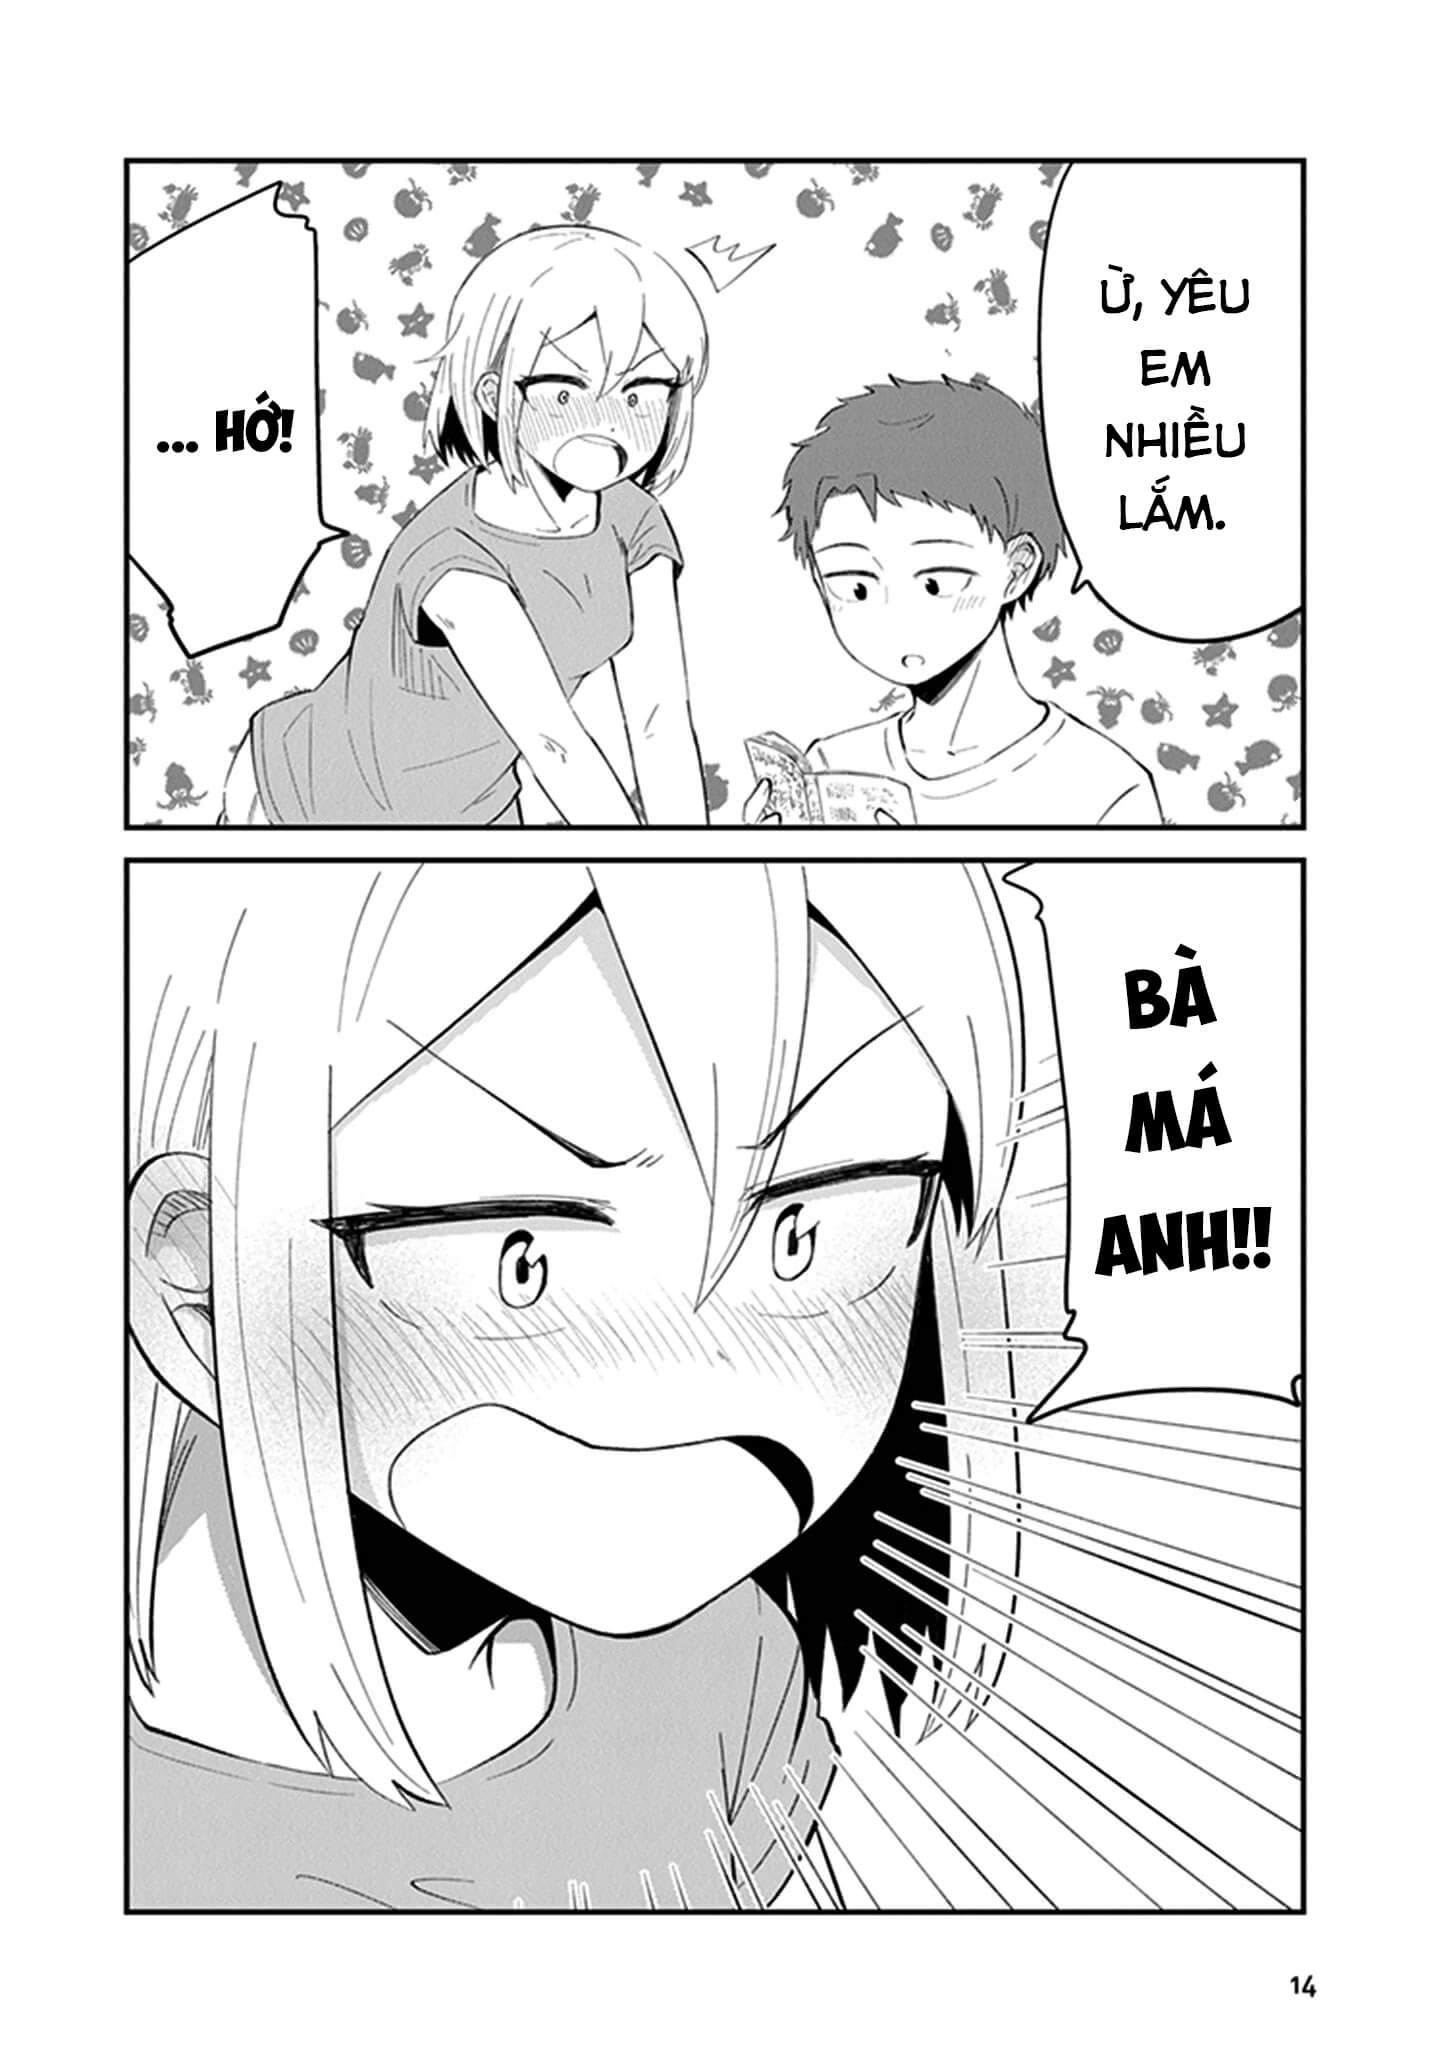 Ừ, YÊU
EM
NHIỀU
LẮM.
... HỚ!
BÀ
MÁ
ANH!!
14